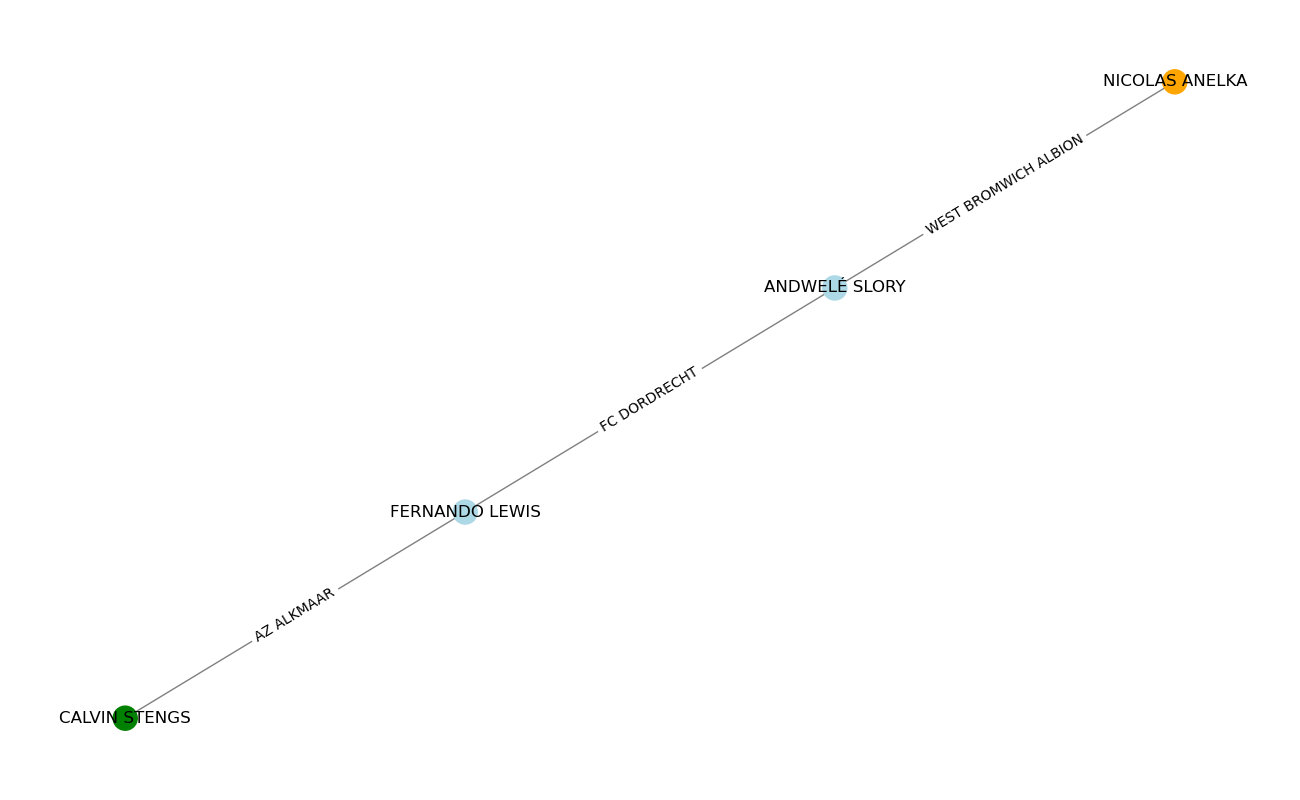 NICOLAS ANELKA
WEST BROMWICH ALBION
ANDWELÉ SLORY
FC DORDRECHT
FERNANDO LEWIS
AZ ALKMAAR
CALVIN STENGS